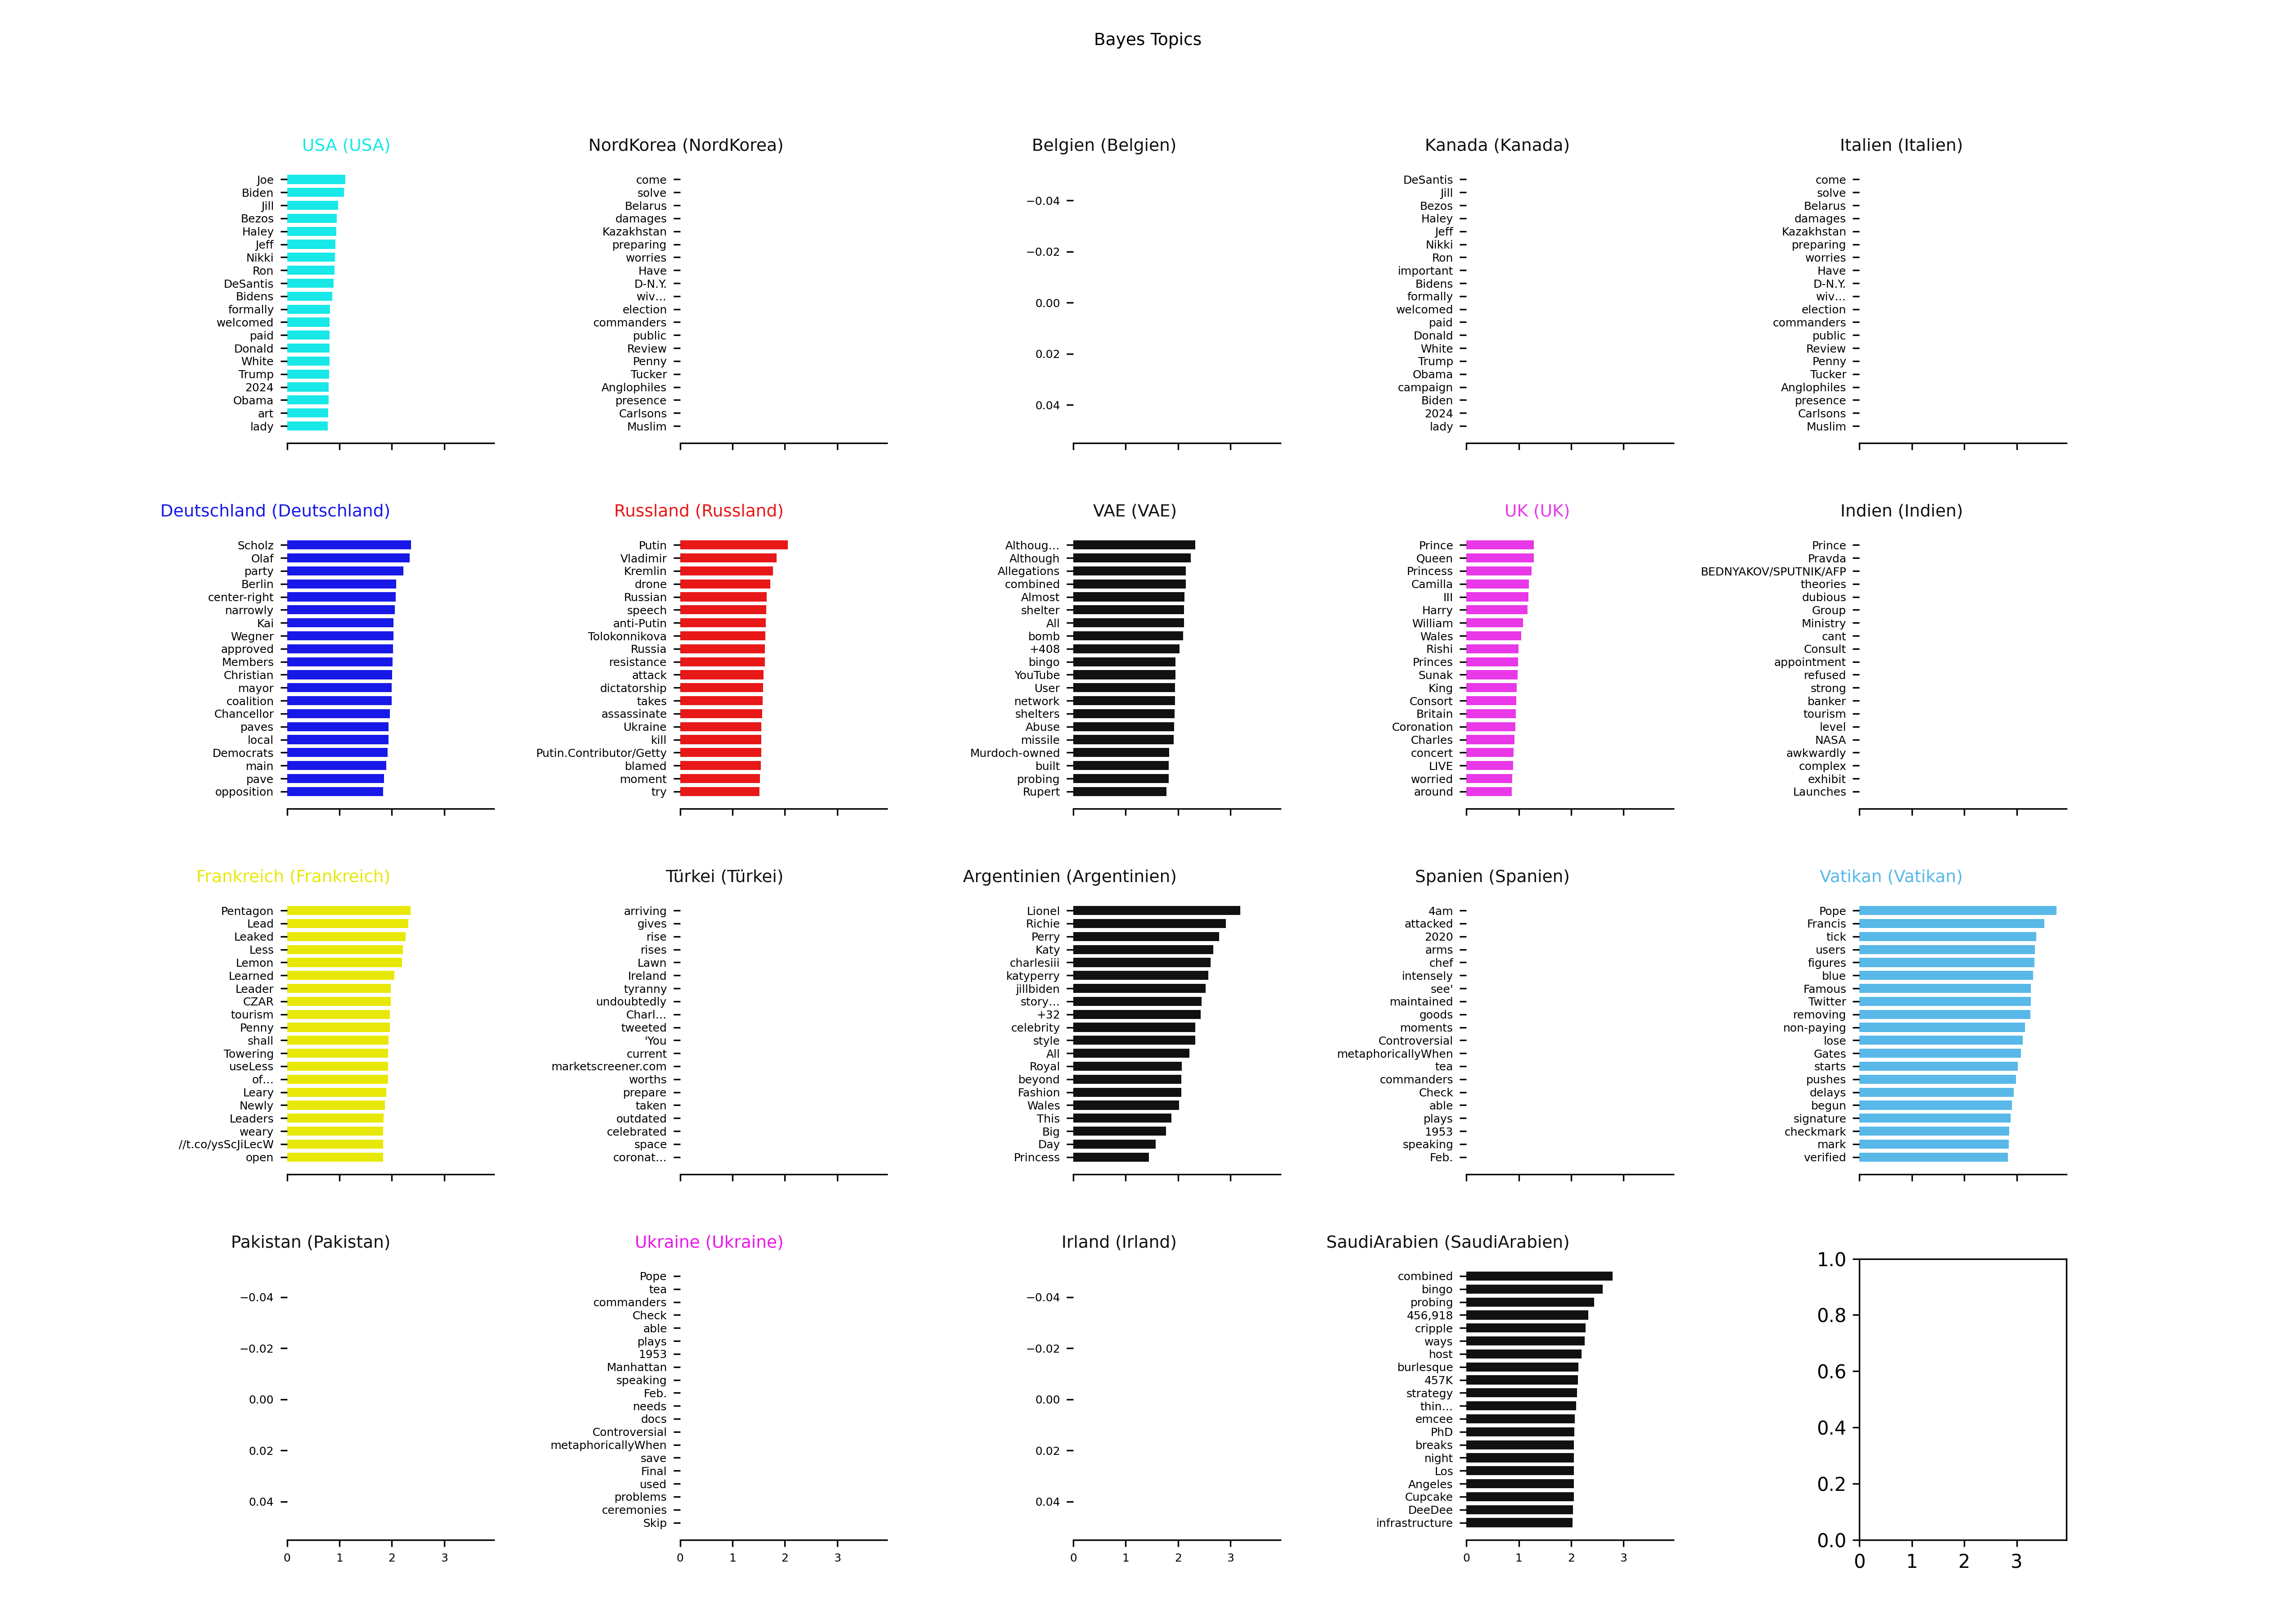 Bayes Topics
USA (USA)
Joe
Biden
Jill
Bezos
Haley
Jeff
Nikki
Ron
DeSantis
Bidens
formally
welcomed
paid
Donald
White
Trump
2024
Obama
art
lady
NordKorea (NordKorea)
come
solve
Belarus
damages
Kazakhstan
preparing
worries
Have
D-N.Y.
wiv...
election
commanders
public
Review
Penny
Tucker
Anglophiles
presence
Carlsons
Muslim
Belgien (Belgien)
−0.04
−0.02
0.00
0.02
0.04
Kanada (Kanada)
DeSantis
Jill
Bezos
Haley
Jeff
Nikki
Ron
important
Bidens
formally
welcomed
paid
Donald
White
Trump
Obama
campaign
Biden
2024
lady
Italien (Italien)
come
solve
Belarus
damages
Kazakhstan
preparing
worries
Have
D-N.Y.
wiv...
election
commanders
public
Review
Penny
Tucker
Anglophiles
presence
Carlsons
Muslim
Deutschland (Deutschland)
Scholz
Olaf
party
Berlin
center-right
narrowly
Kai
Wegner
approved
Members
Christian
mayor
coalition
Chancellor
paves
local
Democrats
main
pave
opposition
Russland (Russland)
Putin
Vladimir
Kremlin
drone
Russian
speech
anti-Putin
Tolokonnikova
Russia
resistance
attack
dictatorship
takes
assassinate
Ukraine
kill
Putin.Contributor/Getty
blamed
moment
try
VAE (VAE)
Althoug...
Although
Allegations
combined
Almost
shelter
All
bomb
+408
bingo
YouTube
User
network
shelters
Abuse
missile
Murdoch-owned
built
probing
Rupert
UK (UK)
Prince
Queen
Princess
Camilla
III
Harry
William
Wales
Rishi
Princes
Sunak
King
Consort
Britain
Coronation
Charles
concert
LIVE
worried
around
Indien (Indien)
Prince
Pravda
BEDNYAKOV/SPUTNIK/AFP
theories
dubious
Group
Ministry
cant
Consult
appointment
refused
strong
banker
tourism
level
NASA
awkwardly
complex
exhibit
Launches
Frankreich (Frankreich)
Pentagon
Lead
Leaked
Less
Lemon
Learned
Leader
CZAR
tourism
Penny
shall
Towering
useLess
of...
Leary
Newly
Leaders
weary
//t.co/ysScJiLecW
open
Türkei (Türkei)
arriving
gives
rise
rises
Lawn
Ireland
tyranny
undoubtedly
Charl...
tweeted
'You
current
marketscreener.com
worths
prepare
taken
outdated
celebrated
space
coronat...
Argentinien (Argentinien)
Lionel
Richie
Perry
Katy
charlesiii
katyperry
jillbiden
story...
+32
celebrity
style
All
Royal
beyond
Fashion
Wales
This
Big
Day
Princess
Spanien (Spanien)
4am
attacked
2020
arms
chef
intensely
see'
maintained
goods
moments
Controversial
metaphoricallyWhen
tea
commanders
Check
able
plays
1953
speaking
Feb.
Vatikan (Vatikan)
Pope
Francis
tick
users
figures
blue
Famous
Twitter
removing
non-paying
lose
Gates
starts
pushes
delays
begun
signature
checkmark
mark
verified
Pakistan (Pakistan)
−0.04
−0.02
0.00
0.02
0.04
0 1 2 3
Ukraine (Ukraine)
Pope
tea
commanders
Check
able
plays
1953
Manhattan
speaking
Feb.
needs
docs
Controversial
metaphoricallyWhen
save
Final
used
problems
ceremonies
Skip
0 1 2 3
Irland (Irland)
−0.04
−0.02
0.00
0.02
0.04
0 1 2 3
SaudiArabien (SaudiArabien)
combined
bingo
probing
456,918
cripple
ways
host
burlesque
457K
strategy
thin...
emcee
PhD
breaks
night
Los
Angeles
Cupcake
DeeDee
infrastructure
0 1 2 3
1.0
0.8
0.6
0.4
0.2
0.0
0 1 2 3